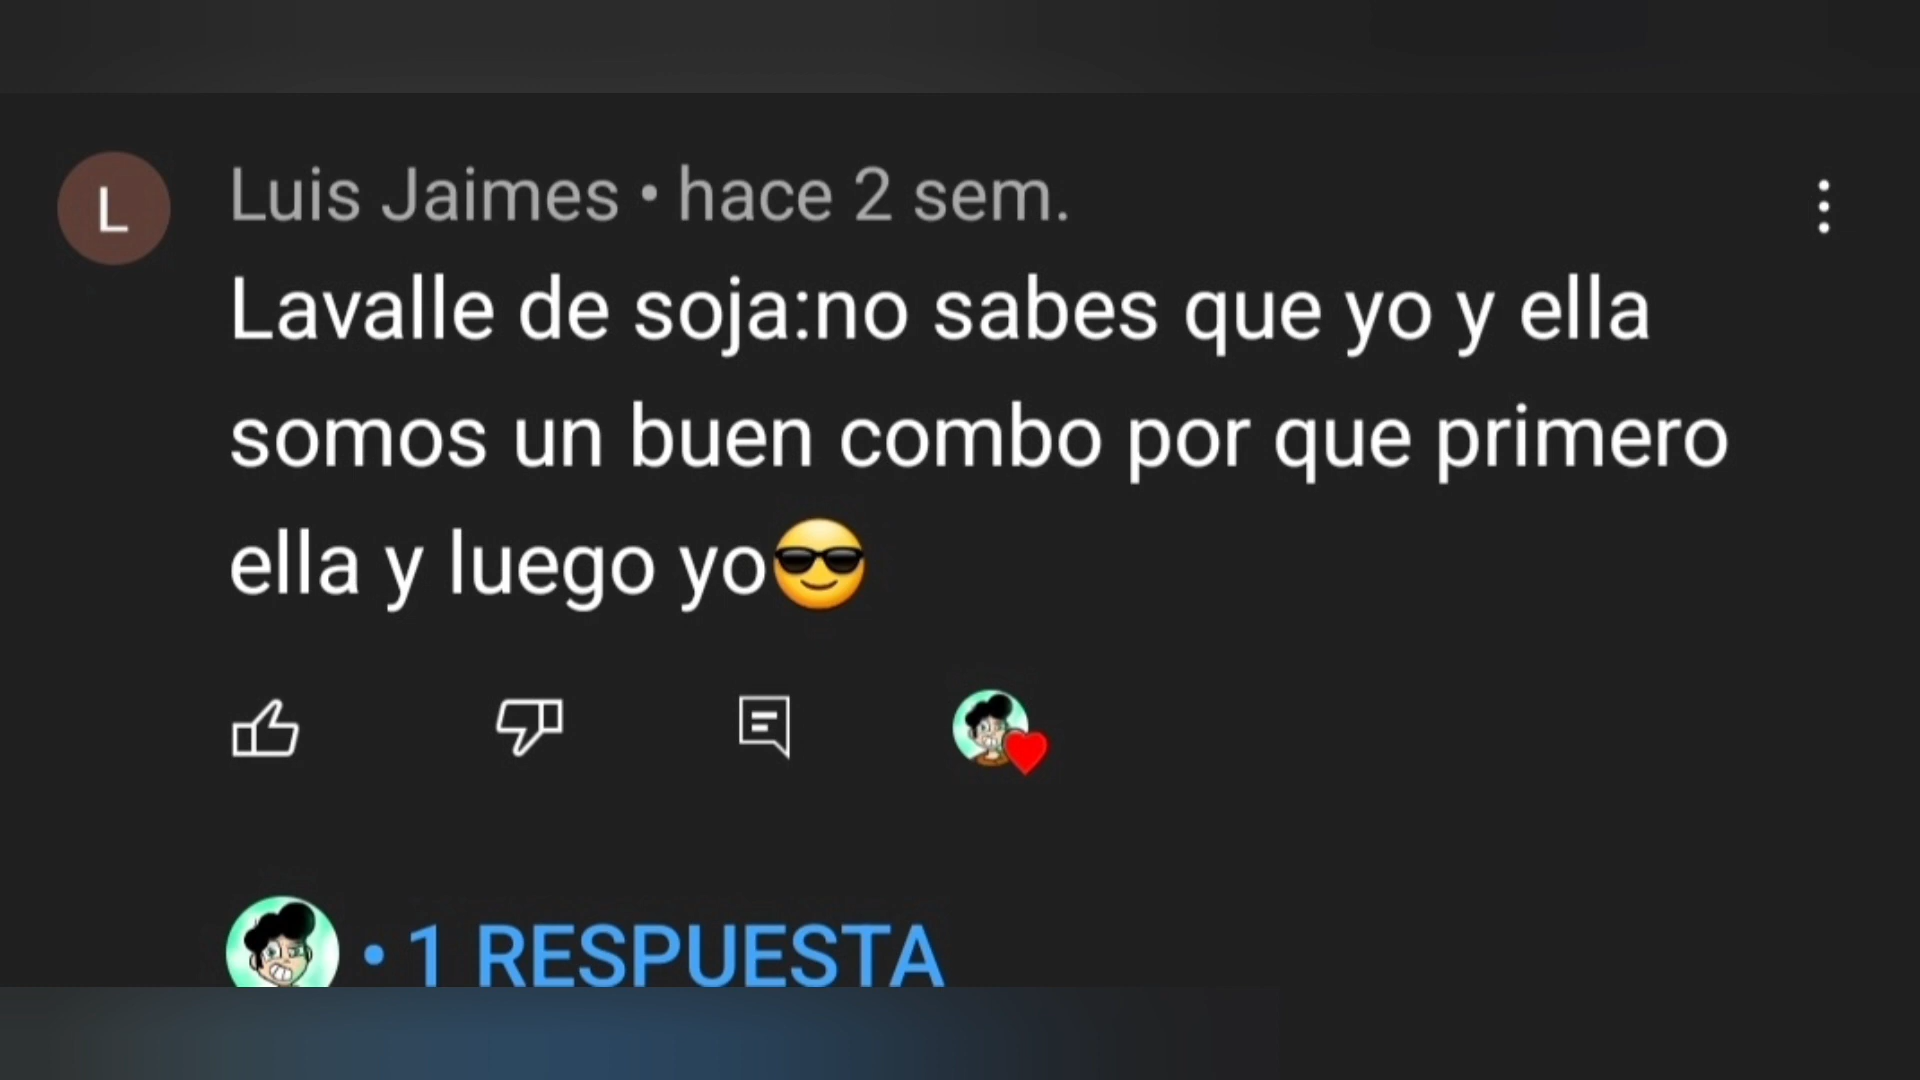 L
Luis Jaimes • hace 2 sem.
Lavalle de soja:no sabes que yo y ella
somos un buen combo por que primero
ella y luego yo😎
• 1 RESPUESTA